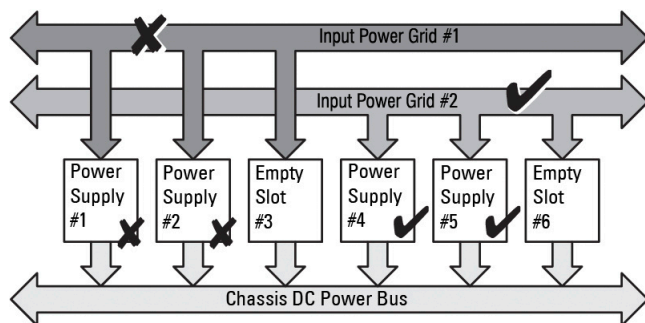 Input Power Grid #1
Input Power Grid #2
Power
Supply
#1
Power
Supply
#2
Empty
Slot
#3
Power
Supply
#4
Power
Supply
#5
Empty
Slot
#6
Chassis DC Power Bus